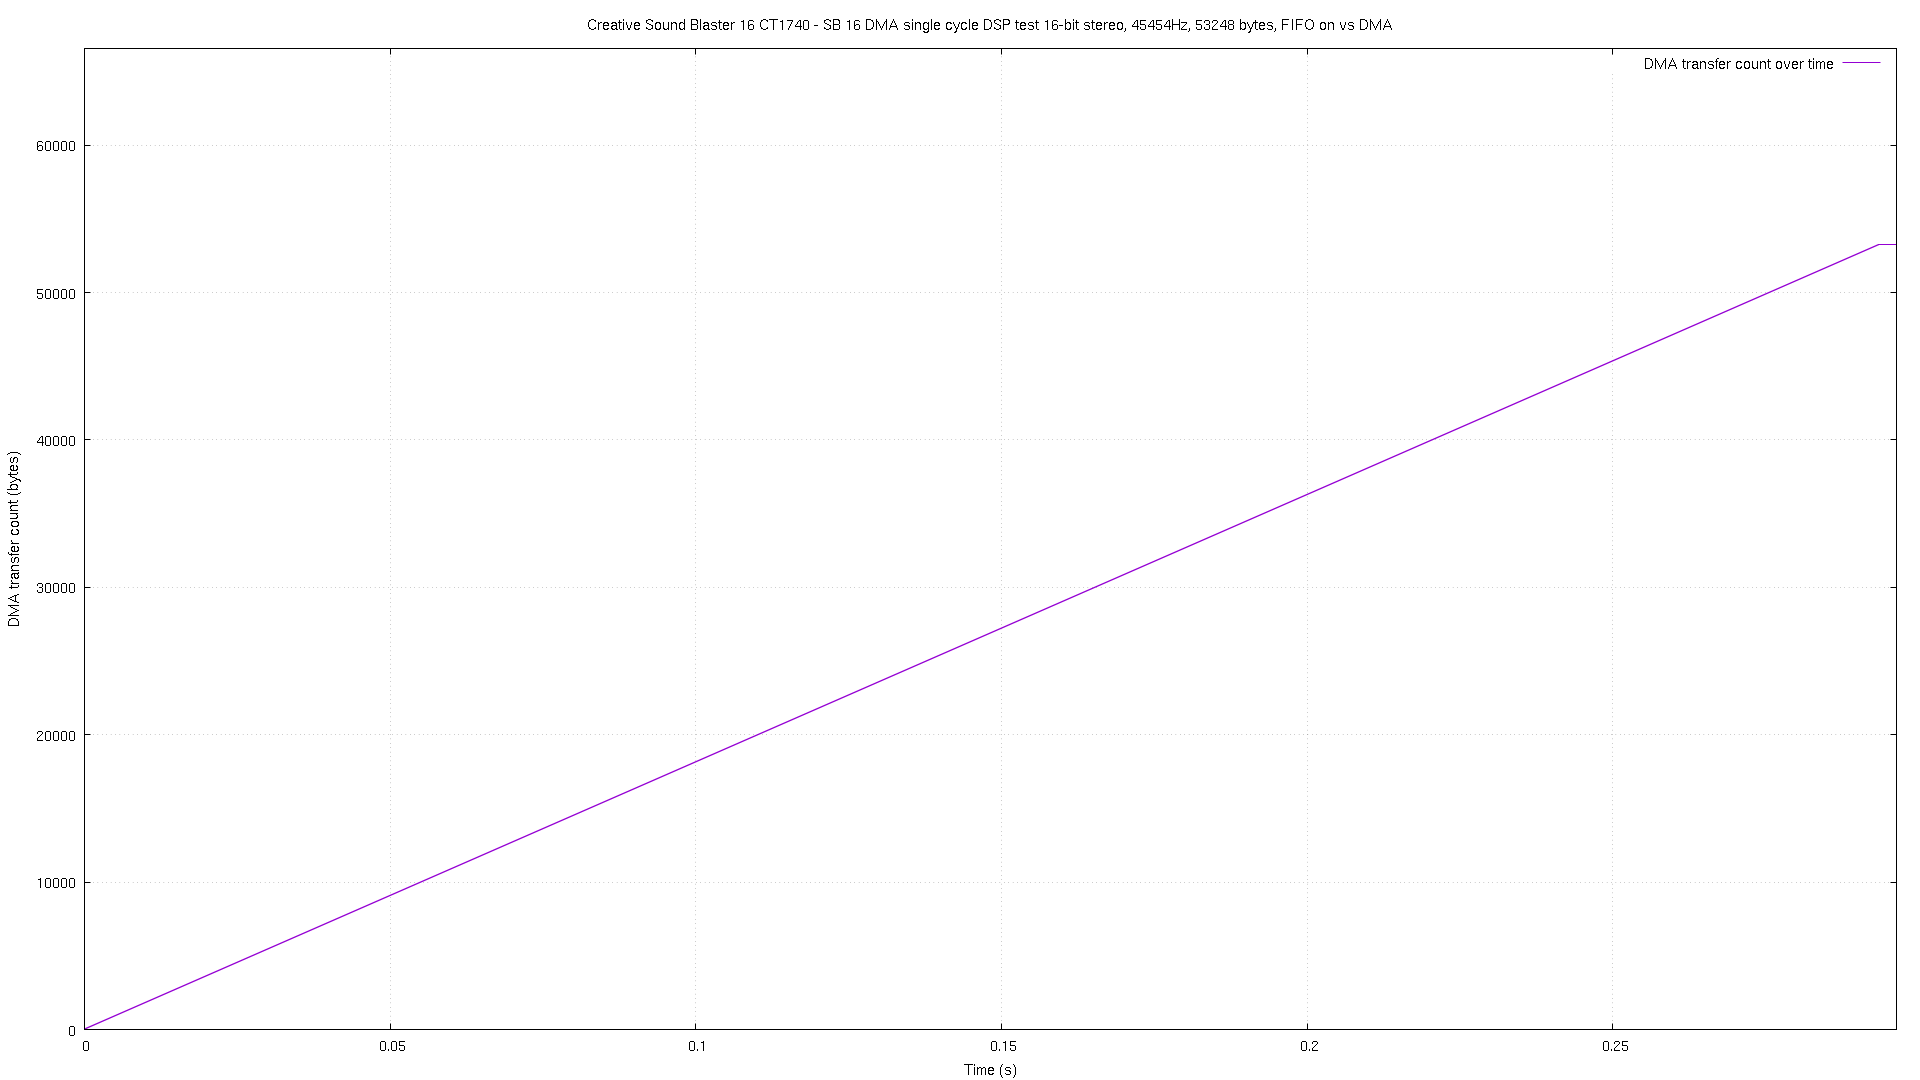 Creative Sound Blaster 16 CT1740 - SB 16 DMA single cycle DSP test 16-bit stereo, 45454Hz, 53248 bytes, FIFO on vs DMA
DMA transfer count over time
60000
50000
40000
30000
20000
10000
0
DMA transfer count (bytes)
0 0.05 0.1 0.15 0.2 0.25
Time (s)